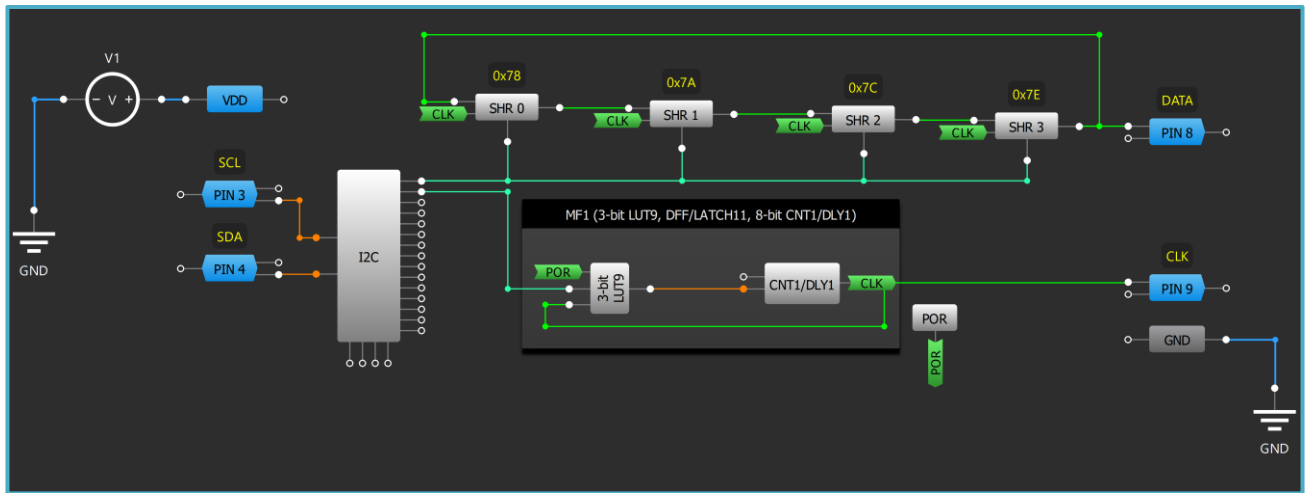 V1
− V +
VDD
GND
SCL
PIN 3
SDA
PIN 4
I2C
0x78
SHR 0
CLK
0x7A
SHR 1
CLK
0x7C
SHR 2
CLK
0x7E
SHR 3
CLK
DATA
PIN 8
MF1 (3-bit LUT9, DFF/LATCH11, 8-bit CNT1/DLY1)
POR
3-bit
LUT9
CNT1/DLY1
CLK
POR
POR
CLK
PIN 9
GND
GND